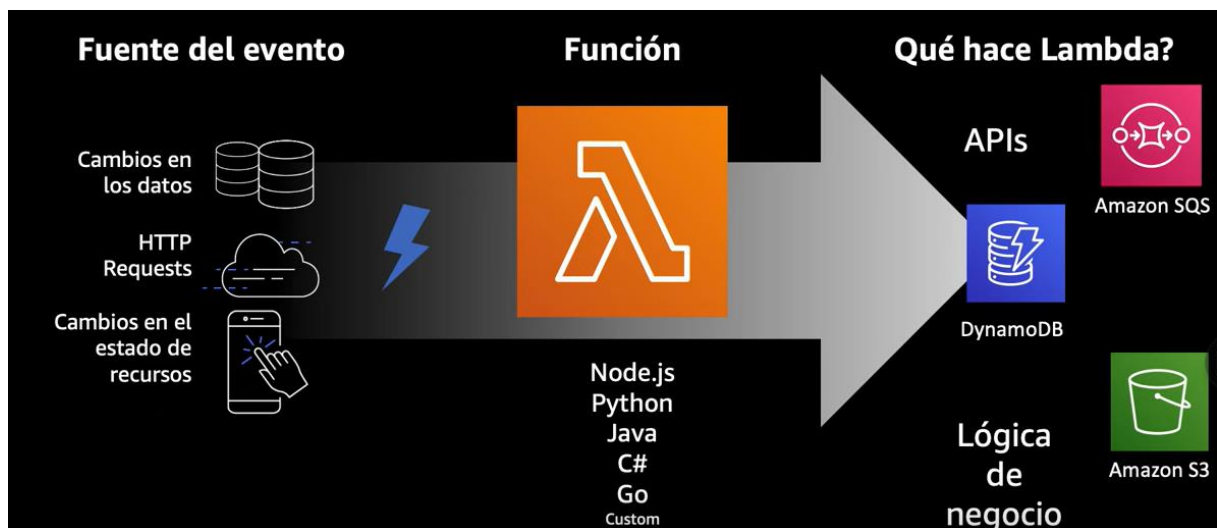 Fuente del evento
Función
Qué hace Lambda?
Cambios en
los datos
HTTP
Requests
Cambios en el
estado de
recursos
Node.js
Python
Java
C#
Go
Custom
APIs
Amazon SQS
DynamoDB
Lógica
de
negocio
Amazon S3